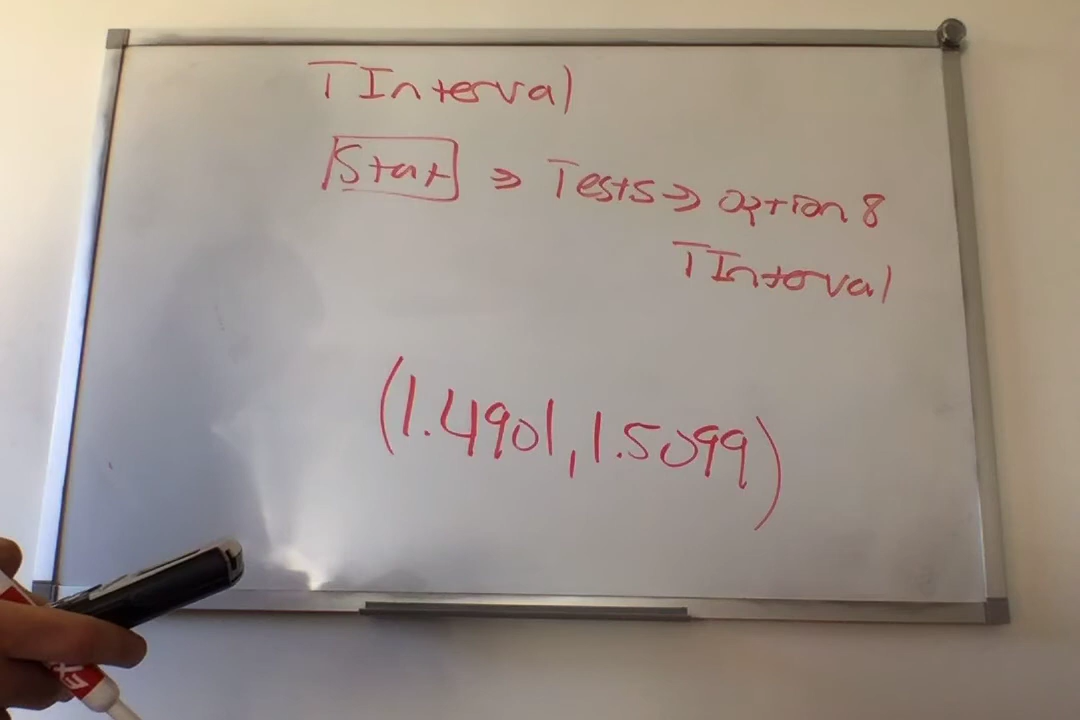 TInterval
Stat => Tests => option 8
TInterval
(1.4901, 1.5099)